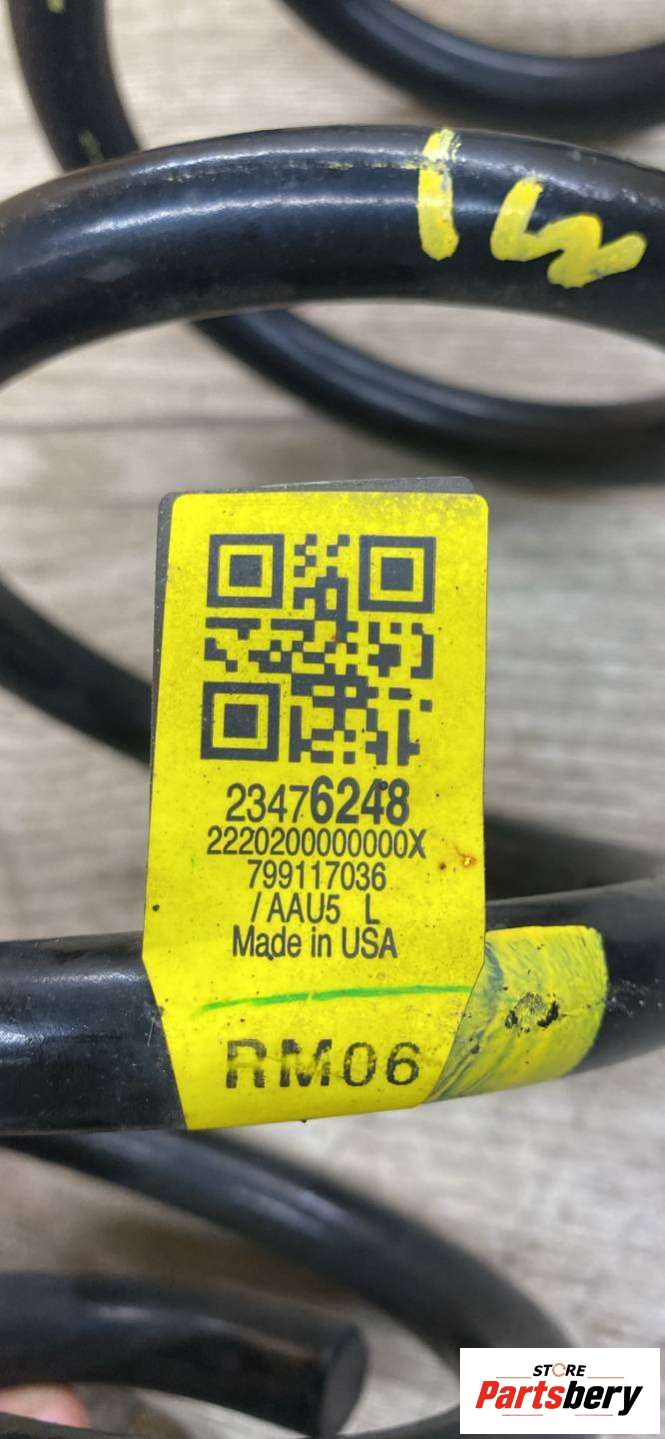 23476248
2220200000000X
799117036
/ AAU5 L
Made in USA
RM06
STORE
Partsbery